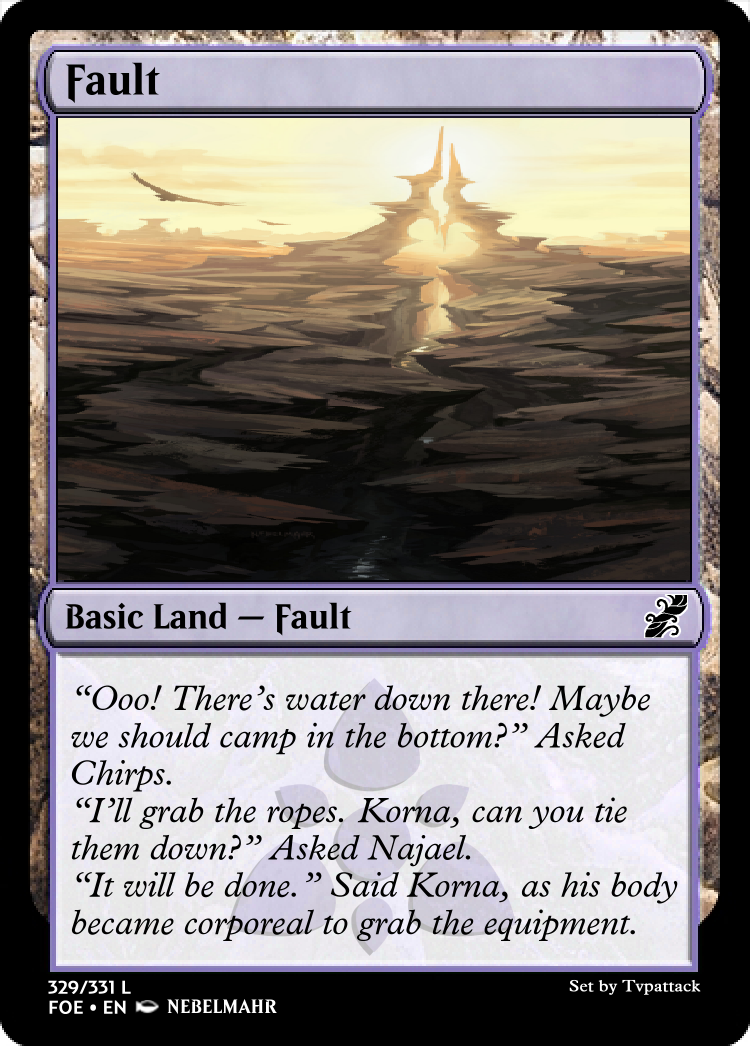 Fault
Basic Land — Fault
“Ooo! There’s water down there! Maybe
we should camp in the bottom?” Asked
Chirps.
“I’ll grab the ropes. Korna, can you tie
them down?” Asked Najael.
“It will be done.” Said Korna, as his body
became corporeal to grab the equipment.
329/331 L
Set by Tvpattack
FOE • EN NEBELMAHR